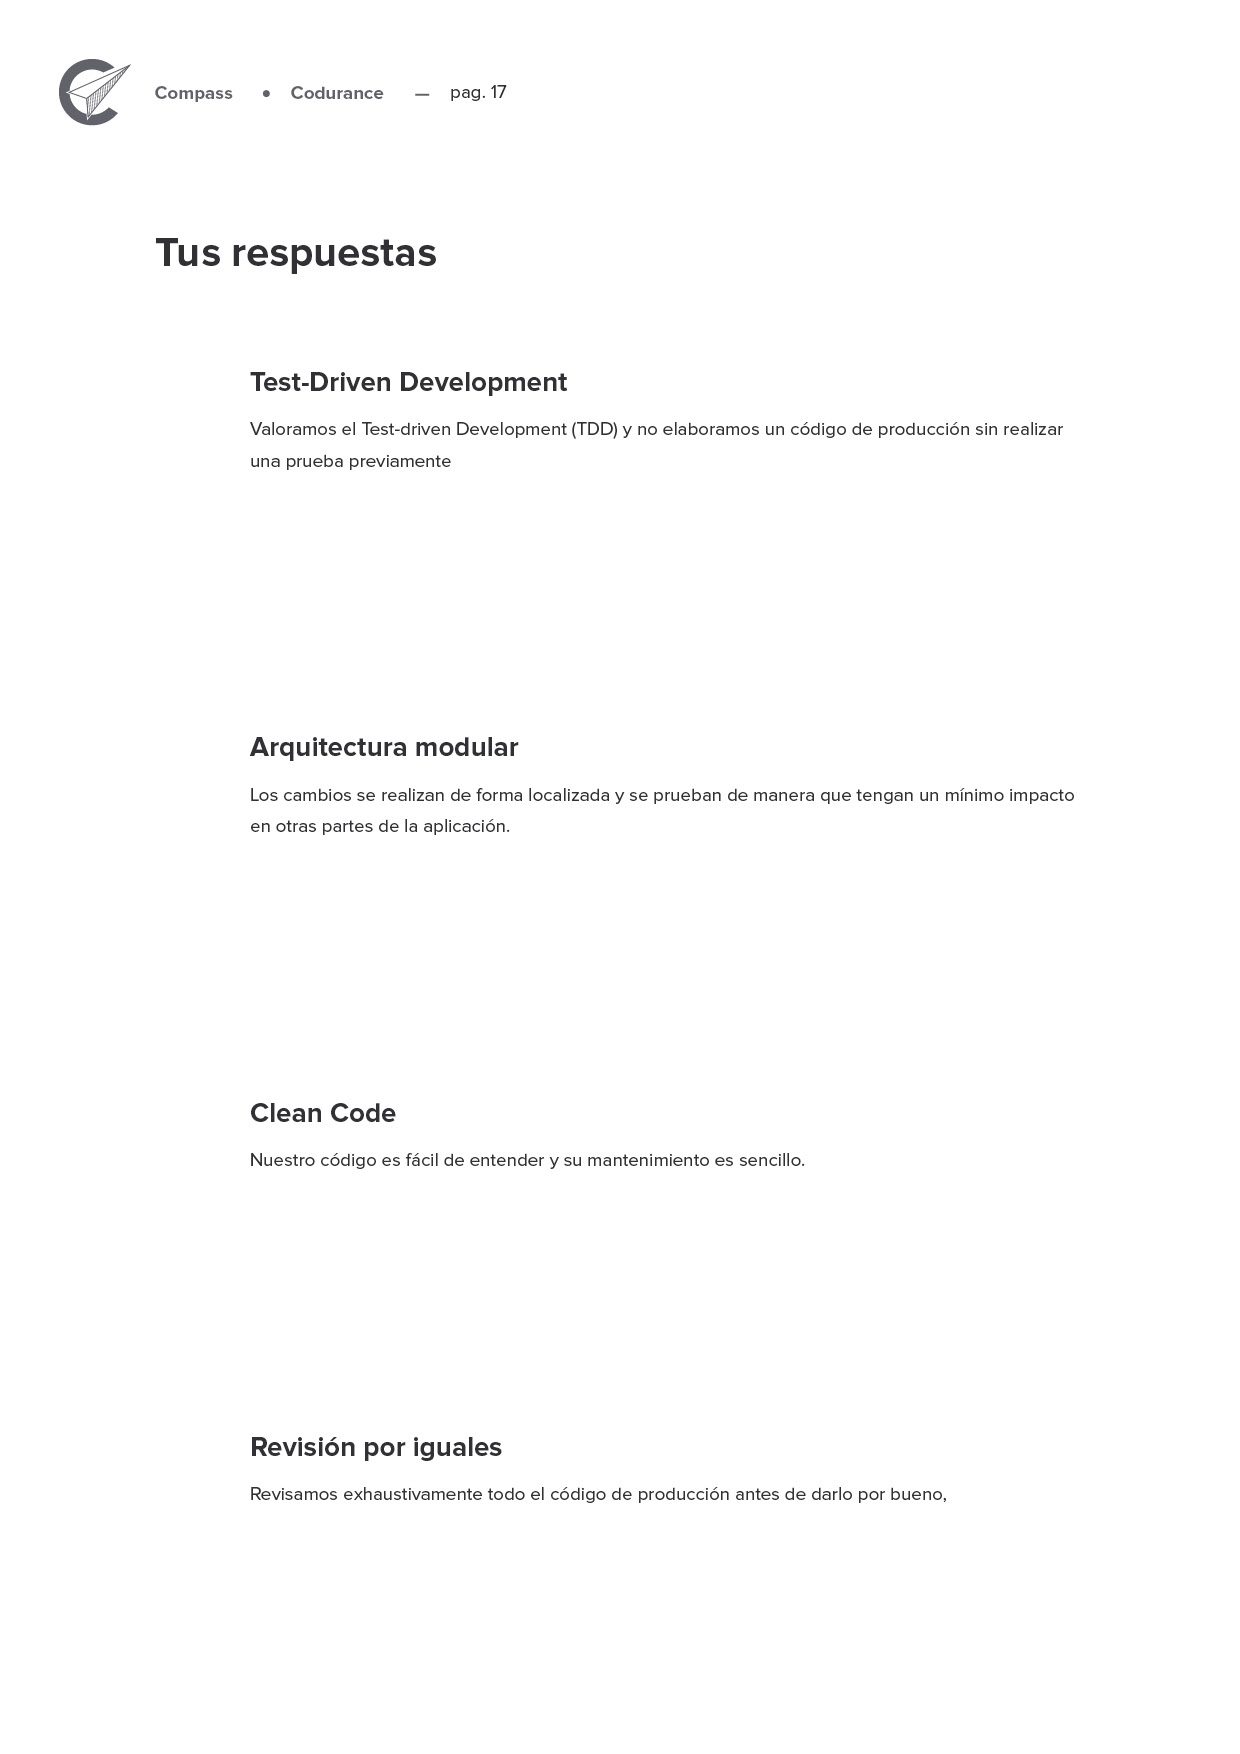 Compass • Codurance — pag. 17
Tus respuestas
Test-Driven Development
Valoramos el Test-driven Development (TDD) y no elaboramos un código de producción sin realizar
una prueba previamente
Arquitectura modular
Los cambios se realizan de forma localizada y se prueban de manera que tengan un mínimo impacto
en otras partes de la aplicación.
Clean Code
Nuestro código es fácil de entender y su mantenimiento es sencillo.
Revisión por iguales
Revisamos exhaustivamente todo el código de producción antes de darlo por bueno,